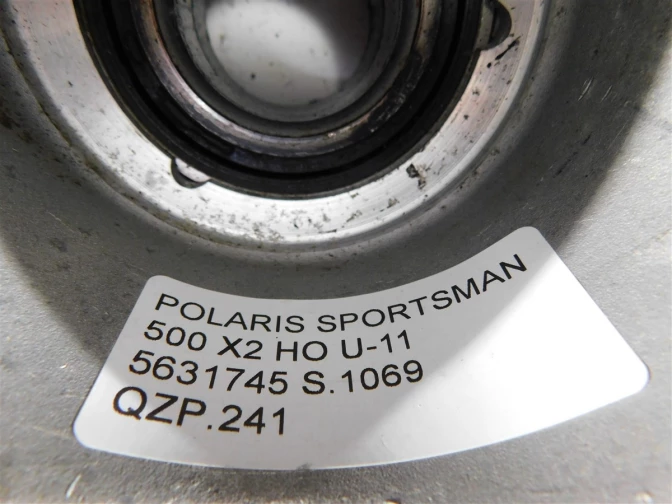 POLARIS SPORTSMAN
500 X2 HO U-11
5631745 S.1069
QZP.241